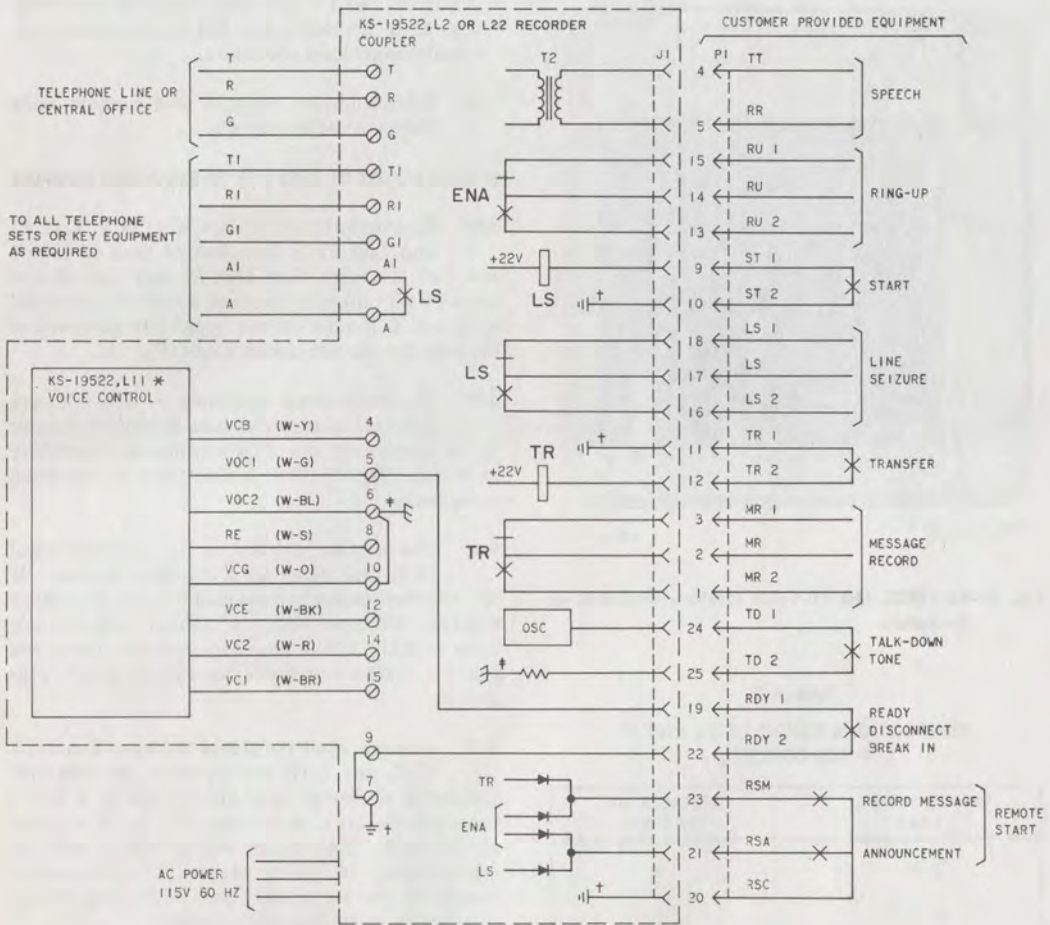 KS-19522,L2 OR L22 RECORDER
COUPLER
CUSTOMER PROVIDED EQUIPMENT
TELEPHONE LINE OR
CENTRAL OFFICE
T
R
G
T
R
G
TO ALL TELEPHONE
SETS OR KEY EQUIPMENT
AS REQUIRED
T1
R1
G1
A1
A
T1
R1
G1
A1
A
LS
KS-19522,L11 *
VOICE CONTROL
VCB (W-Y) 4
VOC1 (W-G) 5
VOC2 (W-BL) 6 ‡
RE (W-S) 8
VCG (W-O) 10
VCE (W-BK) 12
VC2 (W-R) 14
VC1 (W-BR) 15
9
7
†
AC POWER
115V 60 HZ
T2
J1 P1
4 TT
5 RR
SPEECH
ENA
15 RU 1
14 RU
13 RU 2
RING-UP
+22V
LS
†
9 ST 1
10 ST 2
START
LS
18 LS 1
17 LS
16 LS 2
LINE
SEIZURE
TR
+22V
†
11 TR 1
12 TR 2
TRANSFER
TR
3 MR 1
2 MR
1 MR 2
MESSAGE
RECORD
OSC
‡
24 TD 1
25 TD 2
TALK-DOWN
TONE
19 RDY 1
22 RDY 2
READY
DISCONNECT
BREAK IN
TR
ENA
LS
†
23 RSM
21 RSA
20 RSC
RECORD MESSAGE
ANNOUNCEMENT
REMOTE
START